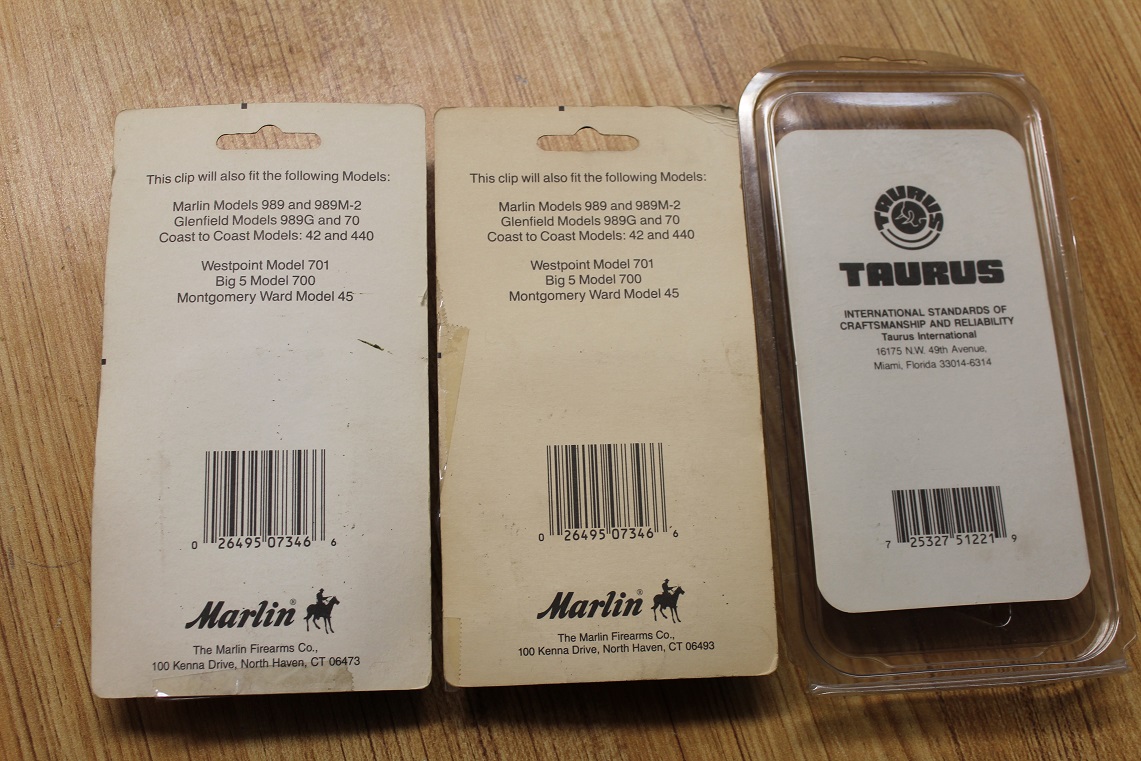 This clip will also fit the following Models:
Marlin Models 989 and 989M-2
Glenfield Models 989G and 70
Coast to Coast Models: 42 and 440
Westpoint Model 701
Big 5 Model 700
Montgomery Ward Model 45
0 26495 07346 6
Marlin®
The Marlin Firearms Co.,
100 Kenna Drive, North Haven, CT 06473
This clip will also fit the following Models:
Marlin Models 989 and 989M-2
Glenfield Models 989G and 70
Coast to Coast Models: 42 and 440
Westpoint Model 701
Big 5 Model 700
Montgomery Ward Model 45
0 26495 07346 6
Marlin®
The Marlin Firearms Co.,
100 Kenna Drive, North Haven, CT 06493
TAURUS
TAURUS
INTERNATIONAL STANDARDS OF
CRAFTSMANSHIP AND RELIABILITY
Taurus International
16175 N.W. 49th Avenue,
Miami, Florida 33014-6314
7 25327 51221 9